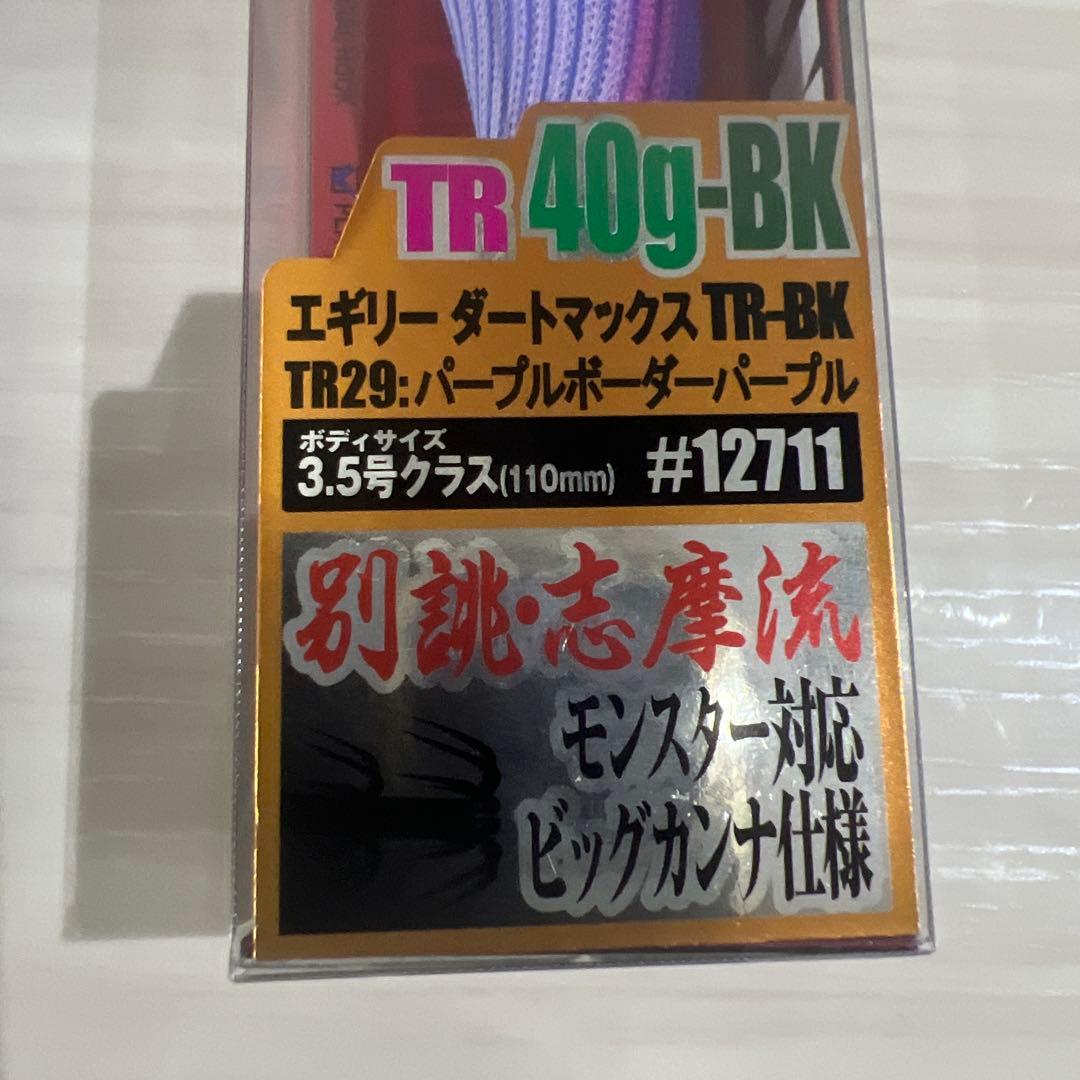 TR 40g-BK
エギリー ダートマックス TR-BK
TR29:パープルボーダーパープル
ボディサイズ
3.5号クラス(110mm) #12711
別誂・志摩流
モンスター対応
ビッグカンナ仕様